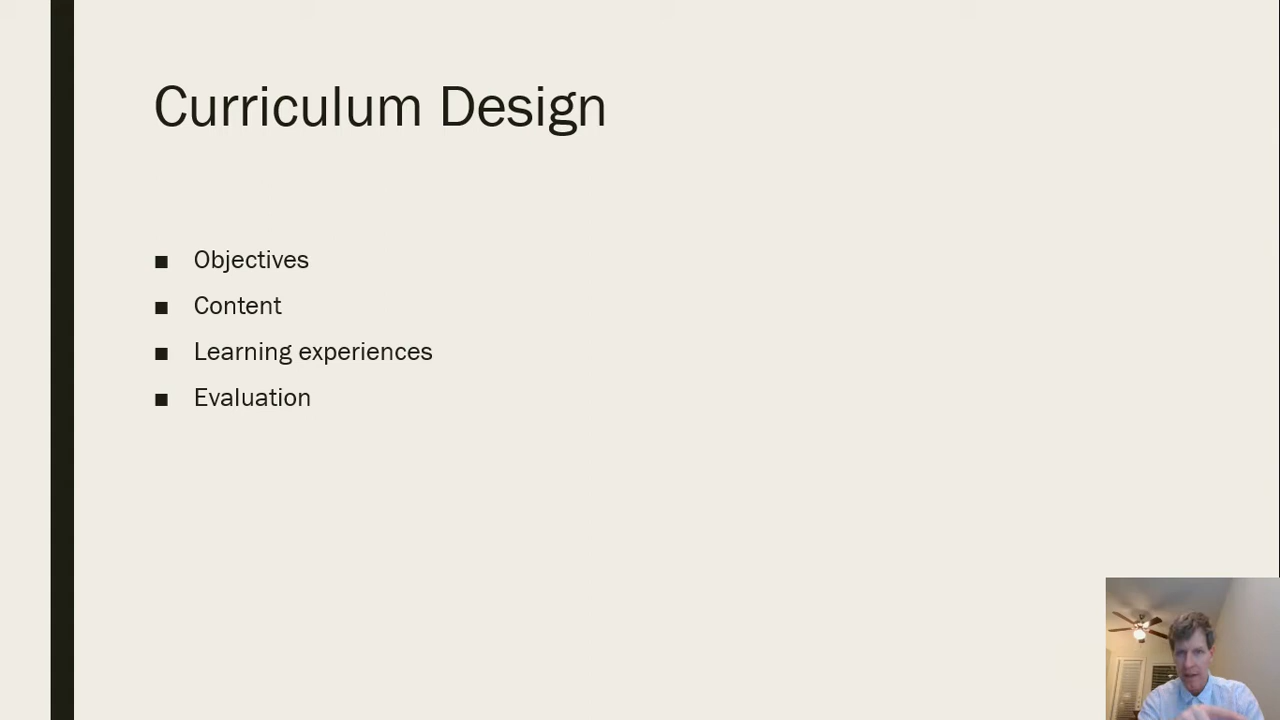 Curriculum Design
■ Objectives
■ Content
■ Learning experiences
■ Evaluation